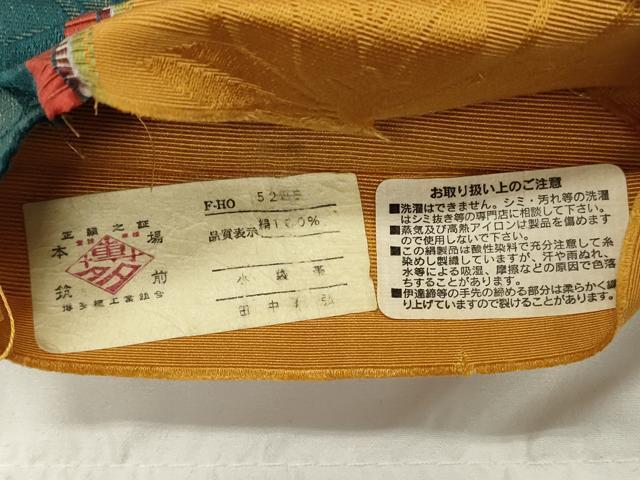 正絹之証
本場
筑前
博多織工業組合
F-HO
品質表示 絹100%
小袋帯
お取り扱い上のご注意
■洗濯はできません。シミ・汚れ等の洗濯
はシミ抜き等の専門店に相談して下さい。
■蒸気及び高熱アイロンは製品を傷めます
ので使用しないで下さい。
■この絹製品は酸性染料で充分注意して糸
染めし製織していますが、汗や雨ぬれ、
水等による吸湿、摩擦などの原因で色落
ちすることがあります。
■伊達締等の手先の締める部分は柔らかく織
り上げていますので裂けることがあります。